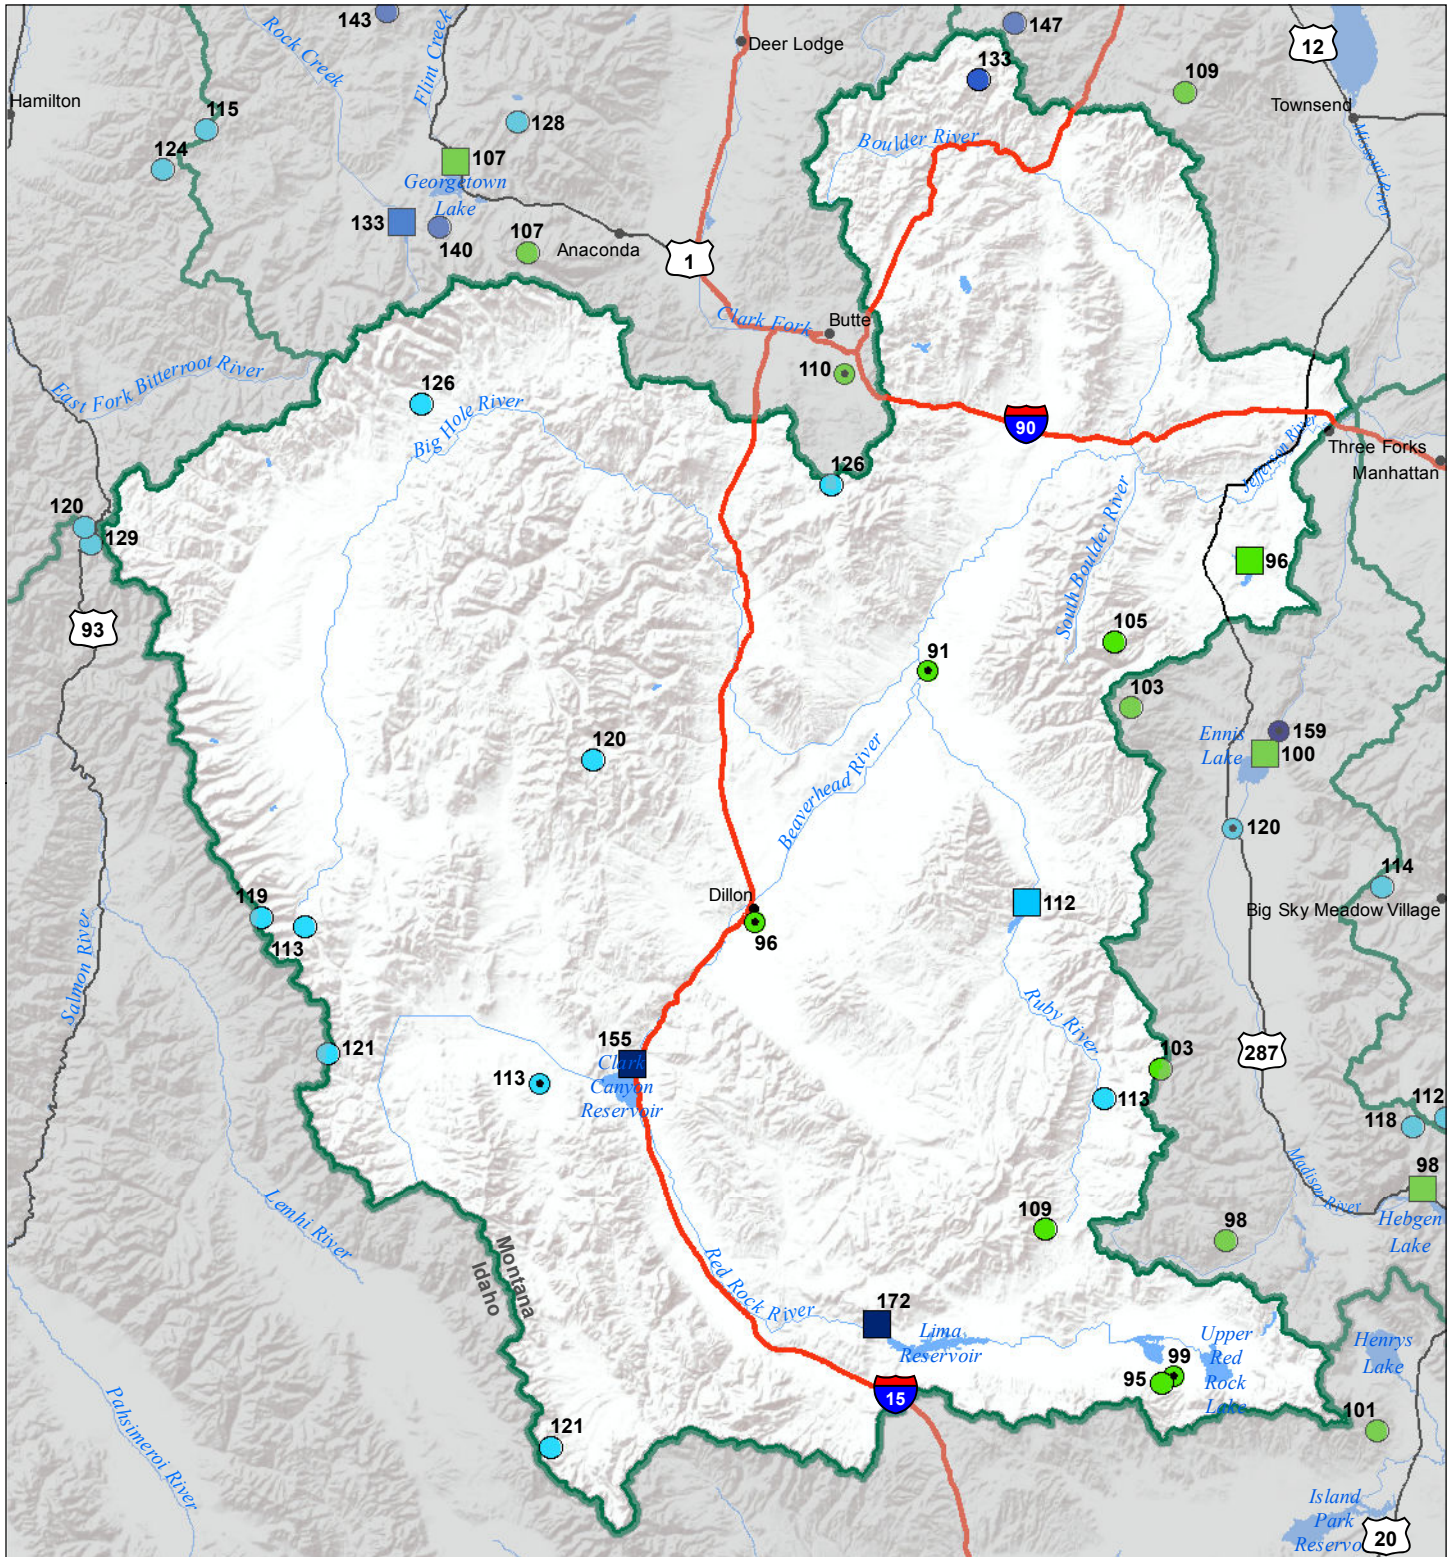 143
Rock Creek
Flint Creek
Deer Lodge
147
12
133
109
Hamilton
115
128
Townsend
124
107
Georgetown
Lake
Boulder River
Missouri River
133
140
107
Anaconda
1
Clark Fork
Butte
110
East Fork Bitterroot River
126
Big Hole River
90
Jefferson River
Three Forks
Manhattan
126
120
129
South Boulder River
96
93
105
91
103
159
Ennis
Lake
100
120
Beaverhead River
120
114
Dillon
112
Big Sky Meadow Village
119
113
96
Salmon River
Ruby River
121
155
Clark
Canyon
Reservoir
113
103
287
113
112
118
Madison River
98
Hebgen
Lake
109
98
Lemhi River
Montana
Idaho
Red Rock River
172
Lima
Reservoir
Upper
Red
Rock
Lake
99
95
Henrys
Lake
15
101
Pahsimeroi River
121
Island
Park
Reservo
20